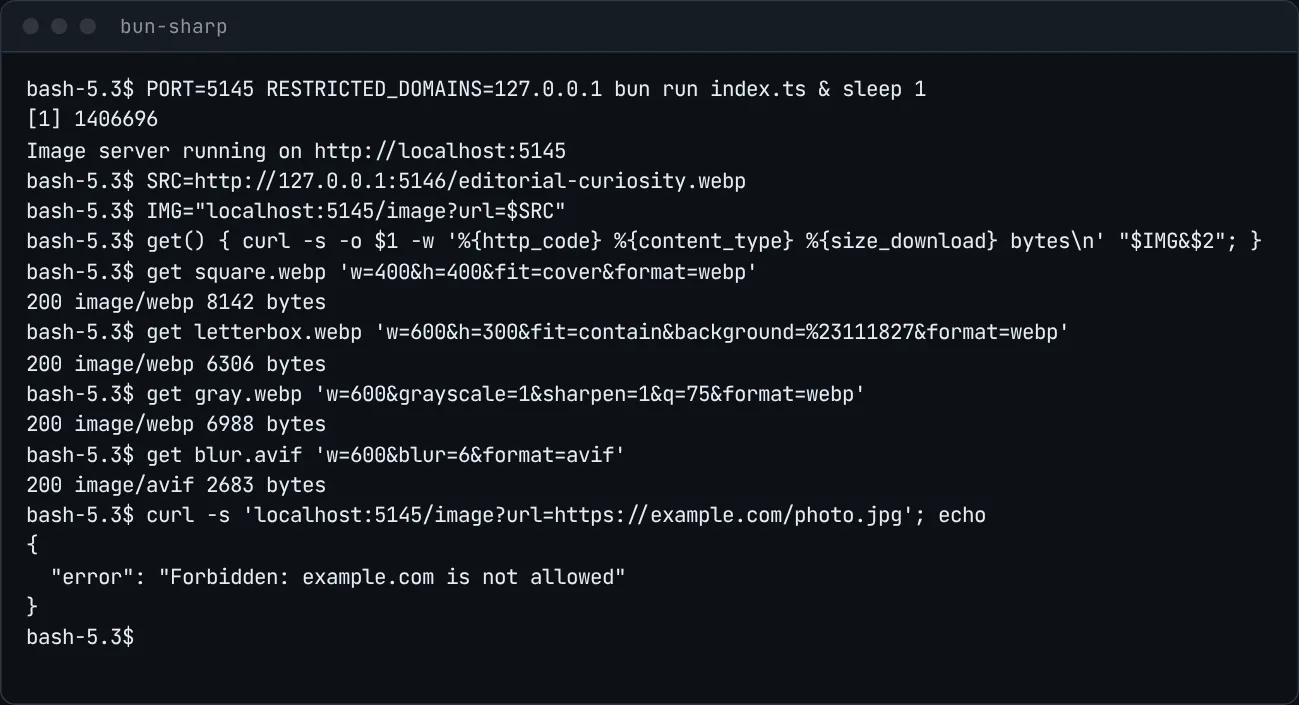 bun-sharp
bash-5.3$ PORT=5145 RESTRICTED_DOMAINS=127.0.0.1 bun run index.ts & sleep 1
[1] 1406696
Image server running on http://localhost:5145
bash-5.3$ SRC=http://127.0.0.1:5146/editorial-curiosity.webp
bash-5.3$ IMG="localhost:5145/image?url=$SRC"
bash-5.3$ get() { curl -s -o $1 -w '%{http_code} %{content_type} %{size_download} bytes\n' "$IMG&$2"; }
bash-5.3$ get square.webp 'w=400&h=400&fit=cover&format=webp'
200 image/webp 8142 bytes
bash-5.3$ get letterbox.webp 'w=600&h=300&fit=contain&background=%23111827&format=webp'
200 image/webp 6306 bytes
bash-5.3$ get gray.webp 'w=600&grayscale=1&sharpen=1&q=75&format=webp'
200 image/webp 6988 bytes
bash-5.3$ get blur.avif 'w=600&blur=6&format=avif'
200 image/avif 2683 bytes
bash-5.3$ curl -s 'localhost:5145/image?url=https://example.com/photo.jpg'; echo
{
  "error": "Forbidden: example.com is not allowed"
}
bash-5.3$